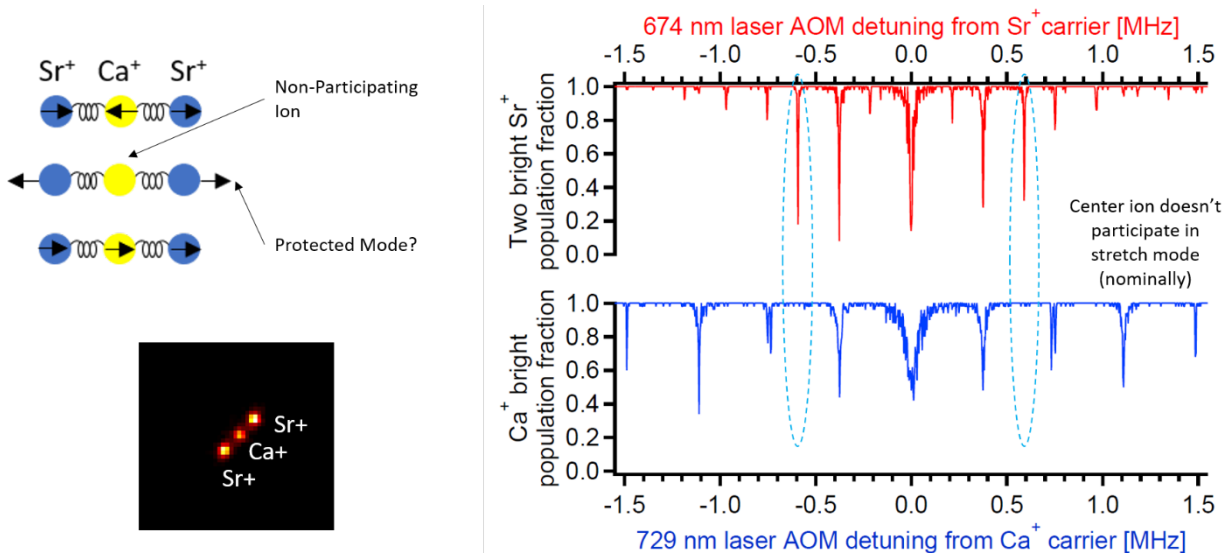 Sr⁺ Ca⁺ Sr⁺
Non-Participating
Ion
Protected Mode?
Sr+
Ca+
Sr+
674 nm laser AOM detuning from Sr⁺ carrier [MHz]
-1.5 -1.0 -0.5 0.0 0.5 1.0 1.5
Two bright Sr⁺
population fraction
1.0
0.8
0.6
0.4
0.2
0.0
Center ion doesn’t
participate in
stretch mode
(nominally)
Ca⁺ bright
population fraction
1.0
0.8
0.6
0.4
0.2
0.0
-1.5 -1.0 -0.5 0.0 0.5 1.0 1.5
729 nm laser AOM detuning from Ca⁺ carrier [MHz]